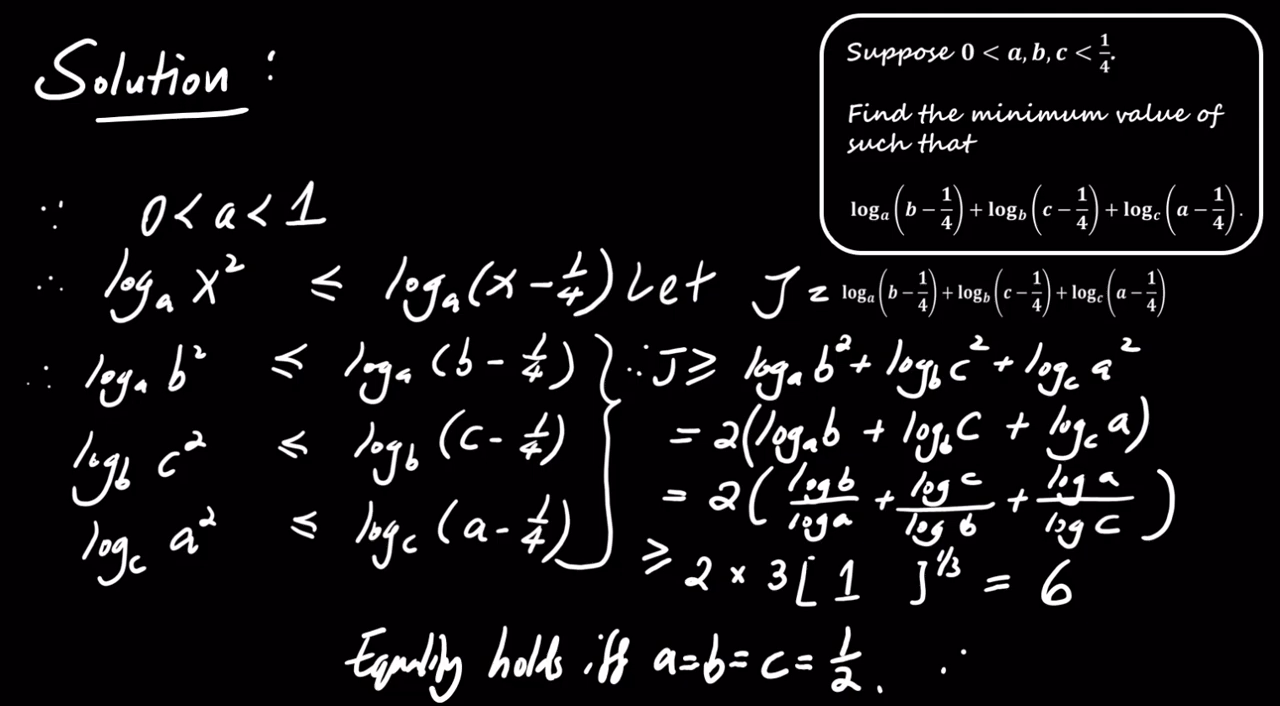 Solution :
Suppose 0 < a, b, c < 1/4.
Find the minimum value of
such that
log_a (b − 1/4) + log_b (c − 1/4) + log_c (a − 1/4).
∵ 0 < a < 1
∴ log_a x² ≤ log_a (x − 1/4)
Let J = log_a (b − 1/4) + log_b (c − 1/4) + log_c (a − 1/4)
∴ log_a b² ≤ log_a (b − 1/4)
log_b c² ≤ log_b (c − 1/4)
log_c a² ≤ log_c (a − 1/4)
∴ J ≥ log_a b² + log_b c² + log_c a²
= 2(log_a b + log_b c + log_c a)
= 2(log b/log a + log c/log b + log a/log c)
≥ 2 × 3 [ 1 ]^1/3 = 6
Equality holds iff a = b = c = 1/2.